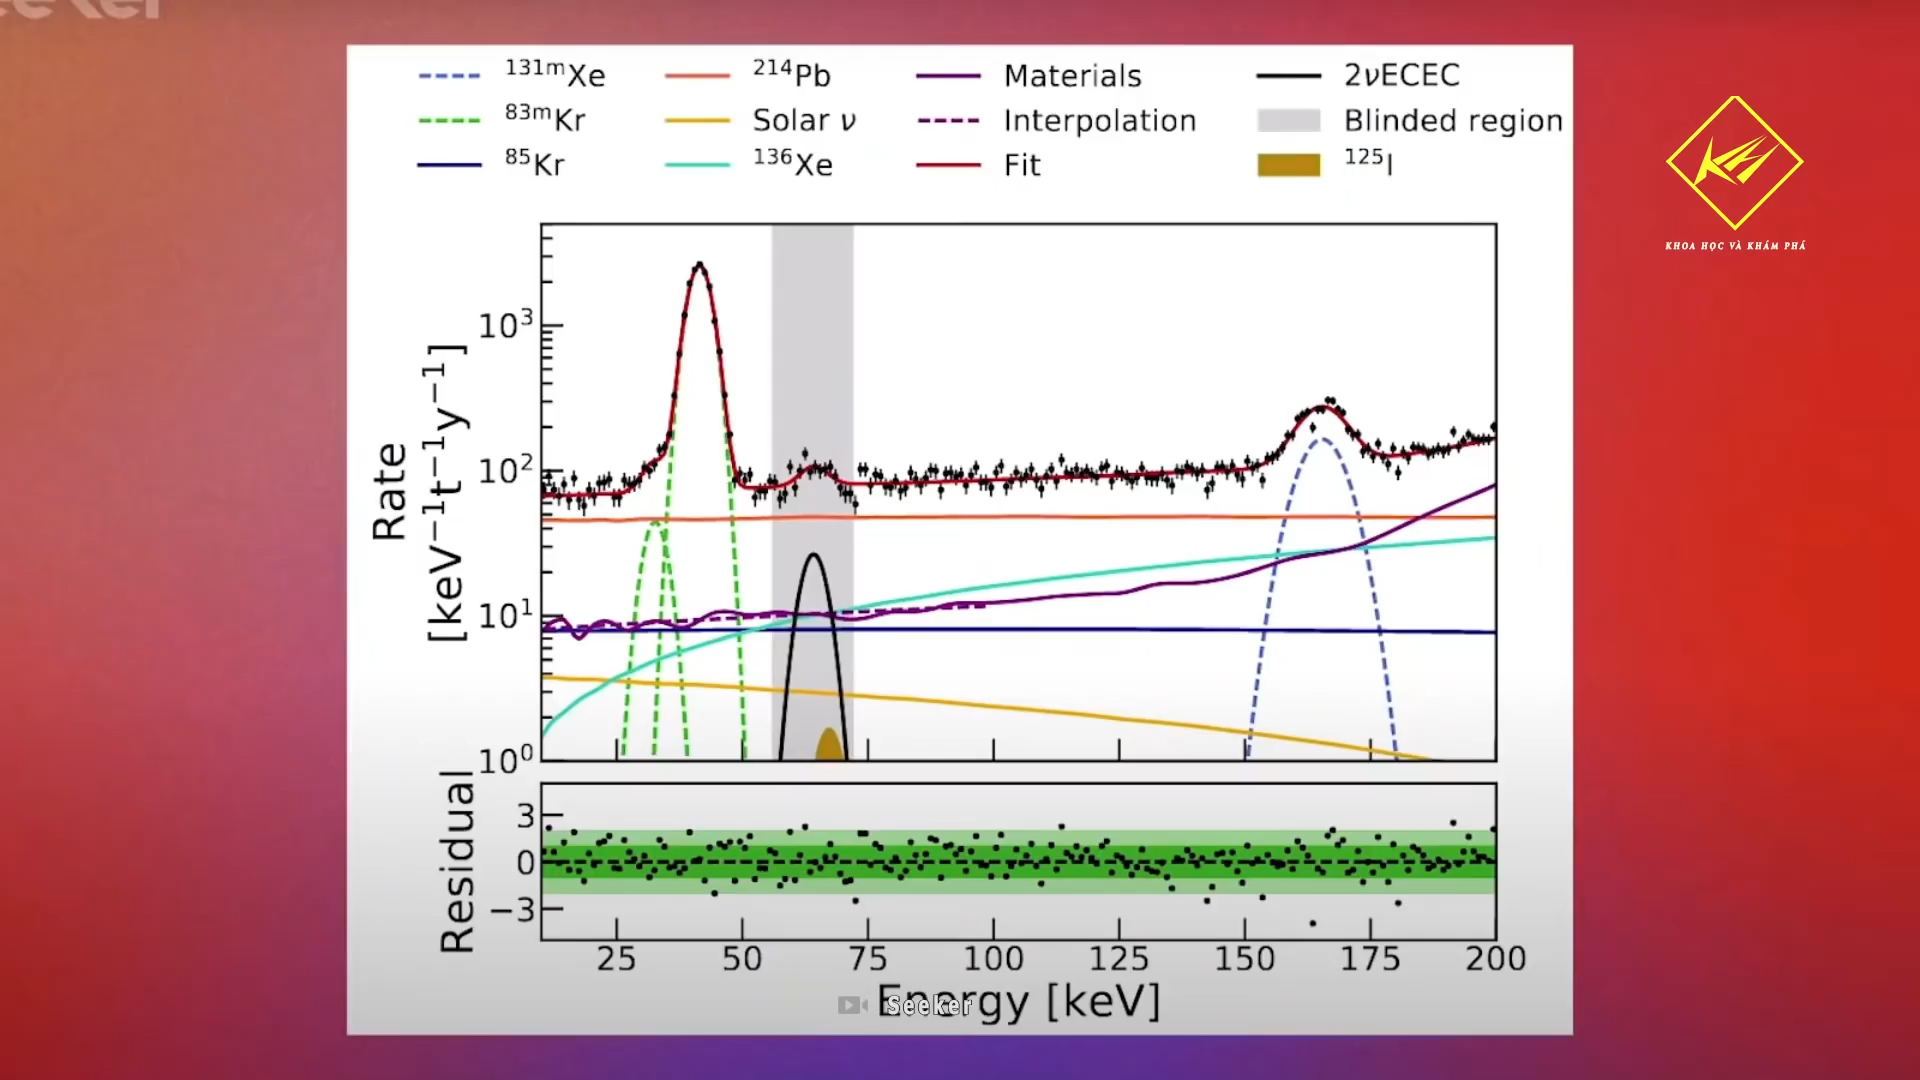 eeker
¹³¹ᵐXe ²¹⁴Pb Materials 2νECEC
⁸³ᵐKr Solar ν Interpolation Blinded region
⁸⁵Kr ¹³⁶Xe Fit ¹²⁵I
KHOA HỌC VÀ KHÁM PHÁ
Rate
[keV⁻¹t⁻¹y⁻¹]
10³
10²
10¹
10⁰
Residual
3
0
−3
25 50 75 100 125 150 175 200
Energy [keV]
Seeker